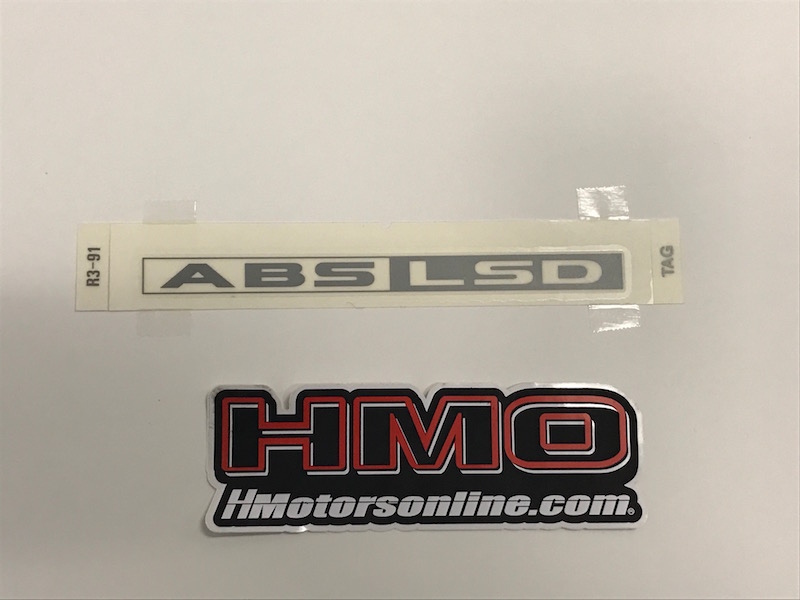 R3-91
ABS LSD
TAG
HMO
HMotorsonline.com